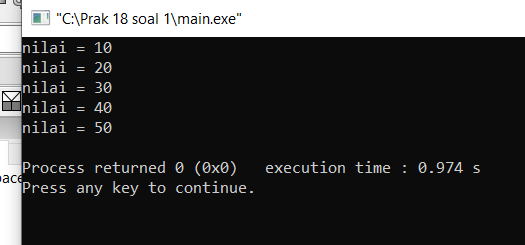 "C:\Prak 18 soal 1\main.exe"
nilai = 10
nilai = 20
nilai = 30
nilai = 40
nilai = 50
Process returned 0 (0x0)   execution time : 0.974 s
Press any key to continue.